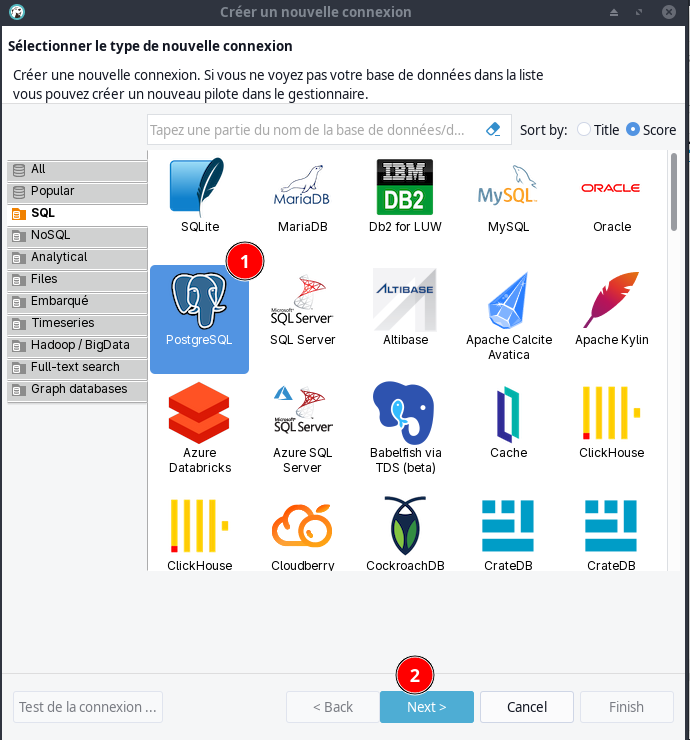 Créer un nouvelle connexion
Sélectionner le type de nouvelle connexion
Créer une nouvelle connexion. Si vous ne voyez pas votre base de données dans la liste
vous pouvez créer un nouveau pilote dans le gestionnaire.
Tapez une partie du nom de la base de données/d...
Sort by:
Title
Score
All
Popular
SQL
NoSQL
Analytical
Files
Embarqué
Timeseries
Hadoop / BigData
Full-text search
Graph databases
SQLite
MariaDB
MariaDB
IBM
DB2
Db2 for LUW
MySQL
MySQL
ORACLE
Oracle
1
PostgreSQL
Microsoft
SQL Server
SQL Server
ALTIBASE
Altibase
Apache Calcite
Avatica
Apache Kylin
Azure
Databricks
Microsoft
SQL Server
Azure SQL
Server
Babelfish via
TDS (beta)
Cache
ClickHouse
ClickHouse
Cloudberry
CockroachDB
CrateDB
CrateDB
2
Test de la connexion ...
< Back
Next >
Cancel
Finish